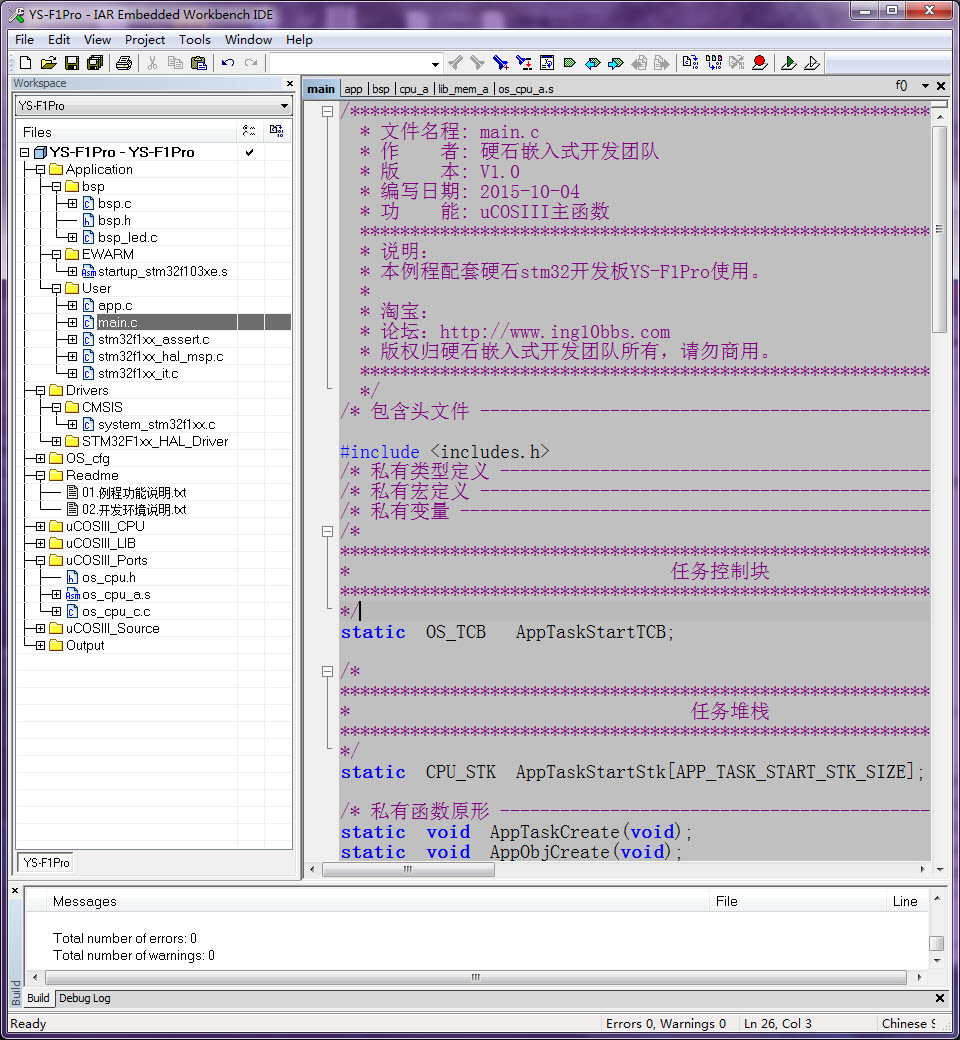 YS-F1Pro - IAR Embedded Workbench IDE
File Edit View Project Tools Window Help
Workspace
YS-F1Pro
Files
YS-F1Pro - YS-F1Pro
Application
bsp
bsp.c
bsp.h
bsp_led.c
EWARM
startup_stm32f103xe.s
User
app.c
main.c
stm32f1xx_assert.c
stm32f1xx_hal_msp.c
stm32f1xx_it.c
Drivers
CMSIS
system_stm32f1xx.c
STM32F1xx_HAL_Driver
OS_cfg
Readme
01.例程功能说明.txt
02.开发环境说明.txt
uCOSIII_CPU
uCOSIII_LIB
uCOSIII_Ports
os_cpu.h
os_cpu_a.s
os_cpu_c.c
uCOSIII_Source
Output
YS-F1Pro
main app bsp cpu_a lib_mem_a os_cpu_a.s f()
/***********************************************************
* 文件名程: main.c
* 作　　者: 硬石嵌入式开发团队
* 版　　本: V1.0
* 编写日期: 2015-10-04
* 功　　能: uCOSIII主函数
*********************************************************
* 说明:
* 本例程配套硬石stm32开发板YS-F1Pro使用。
*
* 淘宝:
* 论坛: http://www.ing10bbs.com
* 版权归硬石嵌入式开发团队所有，请勿商用。
*********************************************************
*/
/* 包含头文件 ---------------------------------------------
#include <includes.h>
/* 私有类型定义 -------------------------------------------
/* 私有宏定义 ---------------------------------------------
/* 私有变量 -----------------------------------------------
/*
***********************************************************
* 任务控制块
***********************************************************
*/
static OS_TCB AppTaskStartTCB;
/*
***********************************************************
* 任务堆栈
***********************************************************
*/
static CPU_STK AppTaskStartStk[APP_TASK_START_STK_SIZE];
/* 私有函数原形 -------------------------------------------
static void AppTaskCreate(void);
static void AppObjCreate(void);
Messages File Line
Total number of errors: 0
Total number of warnings: 0
Build
Build Debug Log
Ready Errors 0, Warnings 0 Ln 26, Col 3 Chinese S